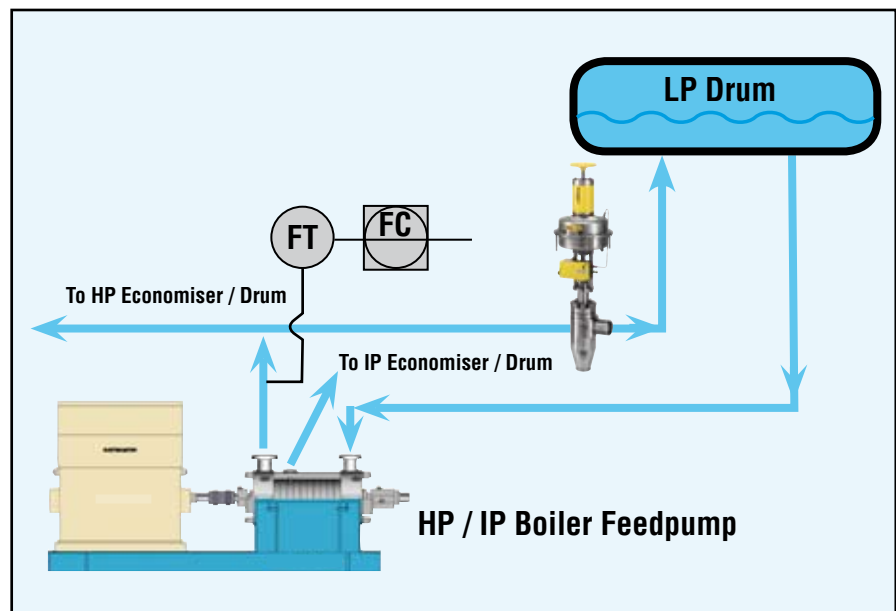 LP Drum
FT
FC
To HP Economiser / Drum
To IP Economiser / Drum
HP / IP Boiler Feedpump